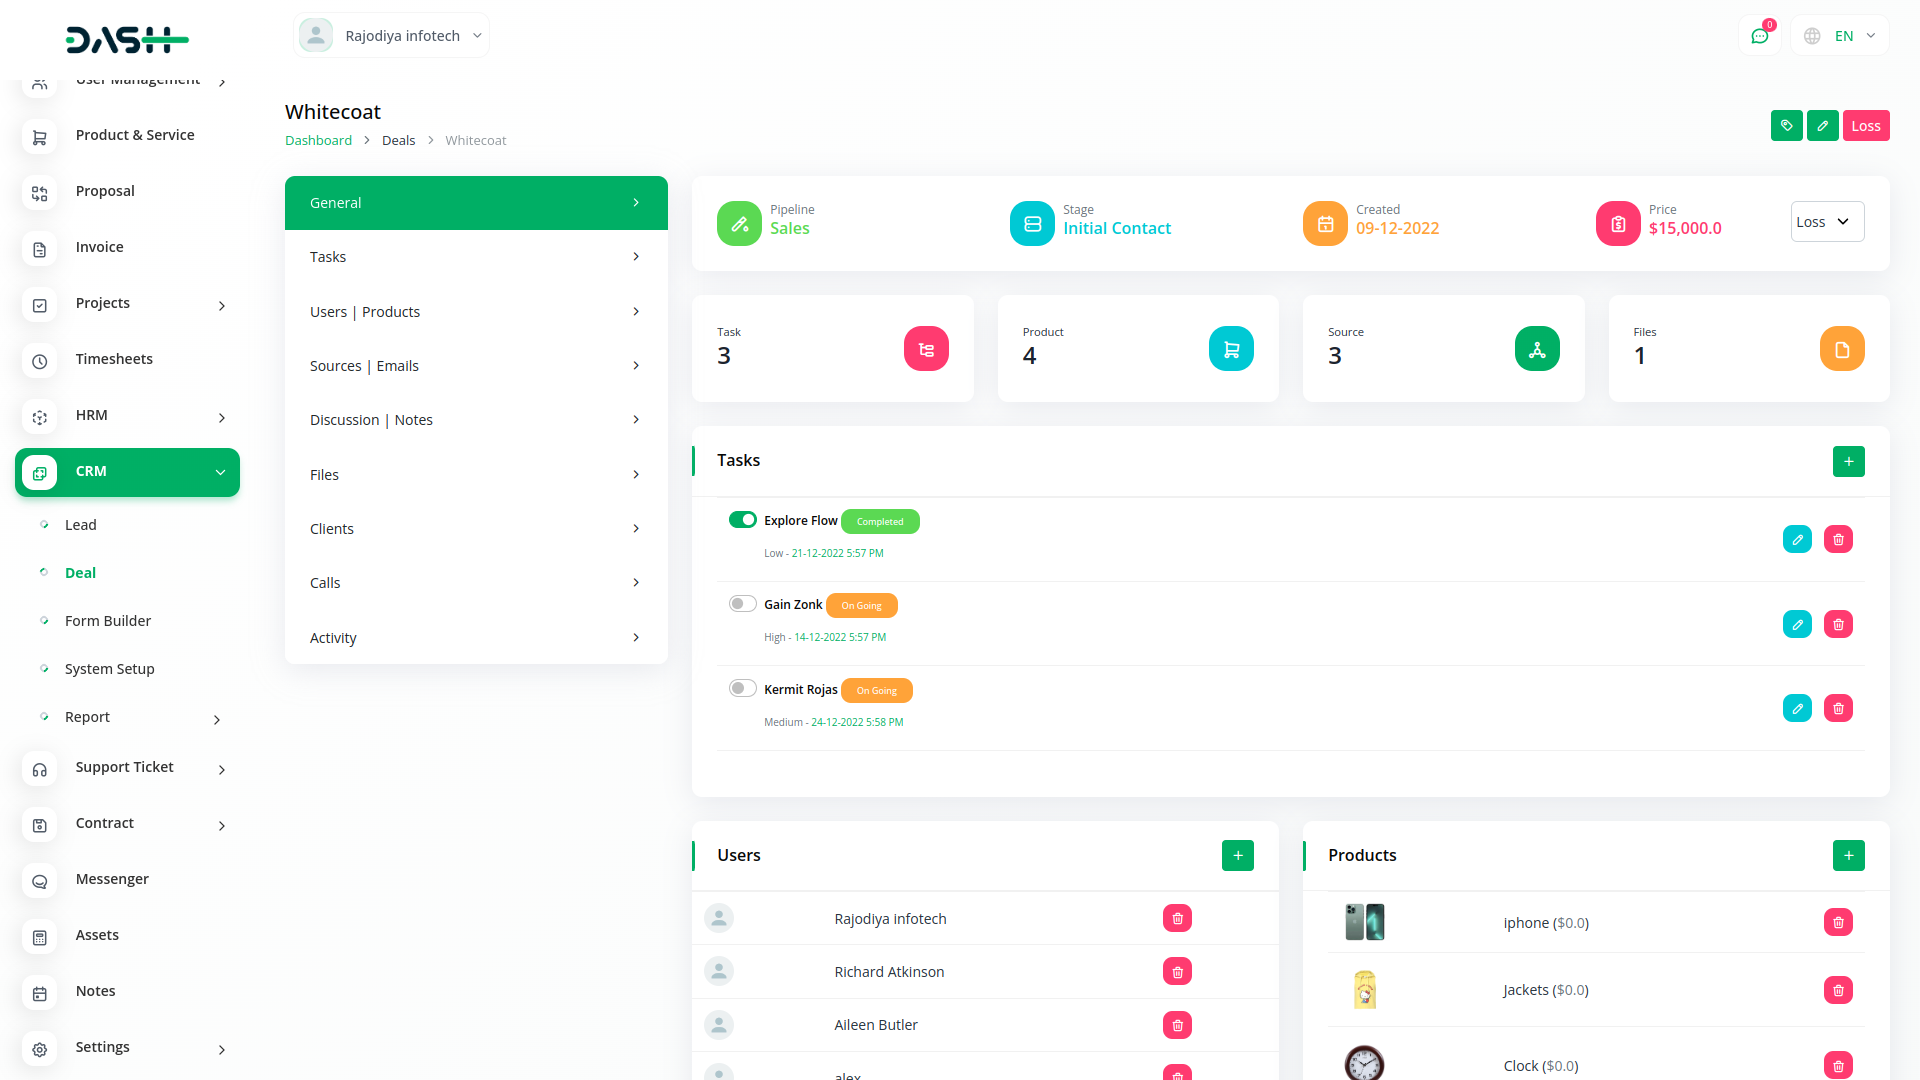 DASH
Rajodiya infotech
0
EN
User Management
Product & Service
Proposal
Invoice
Projects
Timesheets
HRM
CRM
Lead
Deal
Form Builder
System Setup
Report
Support Ticket
Contract
Messenger
Assets
Notes
Settings
Whitecoat
Dashboard > Deals > Whitecoat
Loss
General
Tasks
Users | Products
Sources | Emails
Discussion | Notes
Files
Clients
Calls
Activity
Pipeline
Sales
Stage
Initial Contact
Created
09-12-2022
Price
$15,000.0
Loss
Task
3
Product
4
Source
3
Files
1
Tasks
Explore Flow Completed
Low - 21-12-2022 5:57 PM
Gain Zonk On Going
High - 14-12-2022 5:57 PM
Kermit Rojas On Going
Medium - 24-12-2022 5:58 PM
Users
Rajodiya infotech
Richard Atkinson
Aileen Butler
alex
Products
iphone ($0.0)
Jackets ($0.0)
Clock ($0.0)